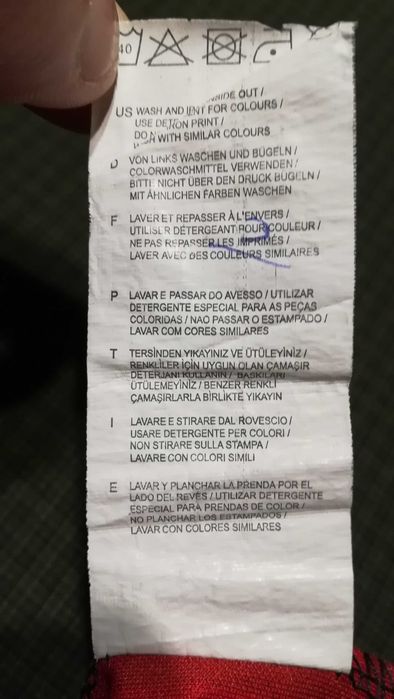 40
INSIDE OUT /
US WASH AND FOR COLOURS /
USE DE ON PRINT /
DO WITH SIMILAR COLOURS
D VON LINKS WASCHEN UND BÜGELN /
COLORWASCHMITTEL VERWENDEN /
BITTE NICHT ÜBER DEN DRUCK BÜGELN /
MIT ÄHNLICHEN FARBEN WASCHEN
F LAVER ET REPASSER À L'ENVERS /
UTILISER DÉTERGEANT POUR COULEUR /
NE PAS REPASSER LES IMPRIMÉS /
LAVER AVEC DES COULEURS SIMILAIRES
P LAVAR E PASSAR DO AVESSO / UTILIZAR
DETERGENTE ESPECIAL PARA AS PEÇAS
COLORIDAS / NAO PASSAR O ESTAMPADO /
LAVAR COM CORES SIMILARES
T TERSİNDEN YIKAYINIZ VE ÜTÜLEYİNİZ /
RENKLİLER İÇİN UYGUN OLAN ÇAMAŞIR
DETERJANI KULLANIN / BASKILARI
ÜTÜLEMEYİNİZ / BENZER RENKLİ
ÇAMAŞIRLARLA BİRLİKTE YIKAYIN
I LAVARE E STIRARE DAL ROVESCIO /
USARE DETERGENTE PER COLORI /
NON STIRARE SULLA STAMPA /
LAVARE CON COLORI SIMILI
E LAVAR Y PLANCHAR LA PRENDA POR EL
LADO DEL REVÉS / UTILIZAR DETERGENTE
ESPECIAL PARA PRENDAS DE COLOR /
NO PLANCHAR LOS ESTAMPADOS /
LAVAR CON COLORES SIMILARES